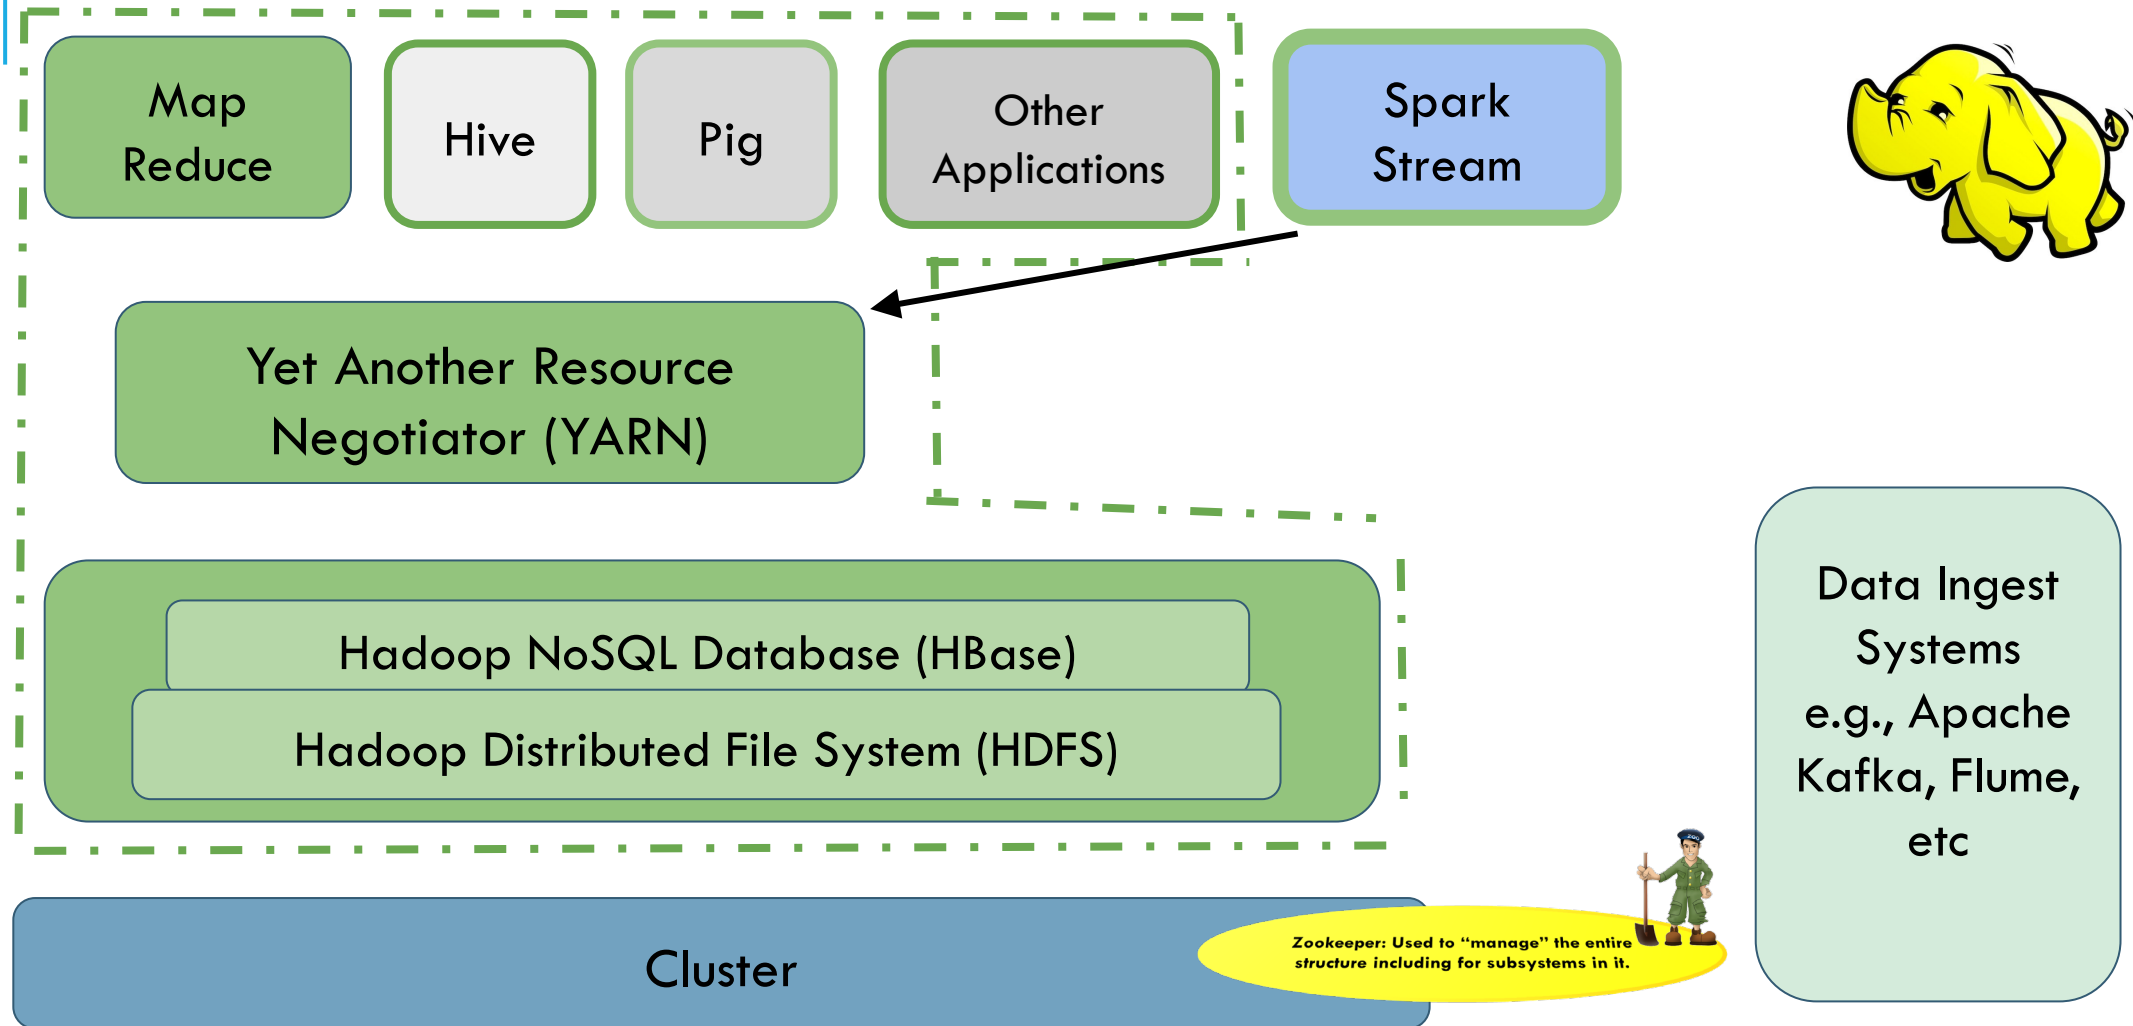 Map
Reduce
Hive
Pig
Other
Applications
Spark
Stream
Yet Another Resource
Negotiator (YARN)
Hadoop NoSQL Database (HBase)
Hadoop Distributed File System (HDFS)
Data Ingest
Systems
e.g., Apache
Kafka, Flume,
etc
Cluster
Zookeeper: Used to “manage” the entire
structure including for subsystems in it.
ZOO